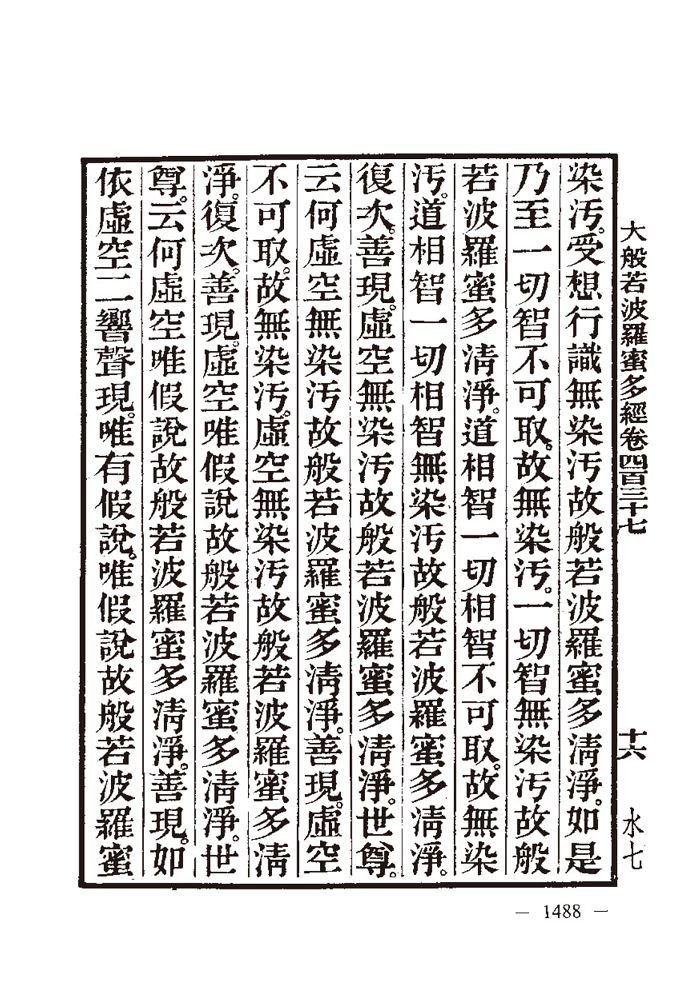 大般若波羅蜜多經卷四百三十七
十六
水七
染汚。受想行識無染汚故般若波羅蜜多清淨。如是
乃至一切智不可取。故無染汚。一切智無染汚故般
若波羅蜜多清淨。道相智一切相智不可取。故無染
汚。道相智一切相智無染汚故般若波羅蜜多清淨。
復次。善現。虛空無染汚故般若波羅蜜多清淨。世尊。
云何虛空無染汚故般若波羅蜜多清淨。善現。虛空
不可取。故無染汚。虛空無染汚故般若波羅蜜多清
淨。復次。善現。虛空唯假說故般若波羅蜜多清淨。世
尊。云何虛空唯假說故般若波羅蜜多清淨。善現。如
依虛空二響聲現。唯有假說。唯假說故般若波羅蜜
— 1488 —